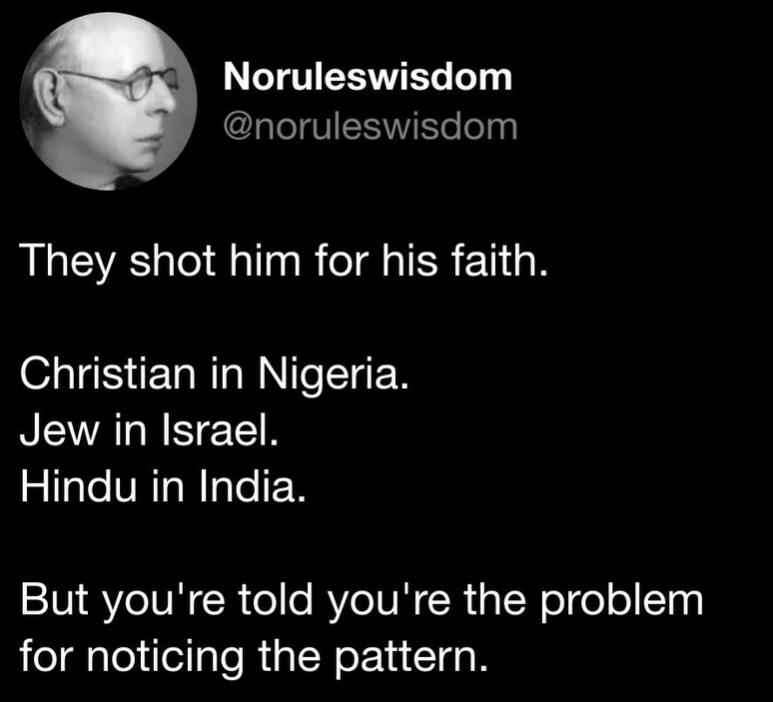 Noruleswisdom
@noruleswisdom
They shot him for his faith.
Christian in Nigeria.
Jew in Israel.
Hindu in India.
But you're told you're the problem
for noticing the pattern.